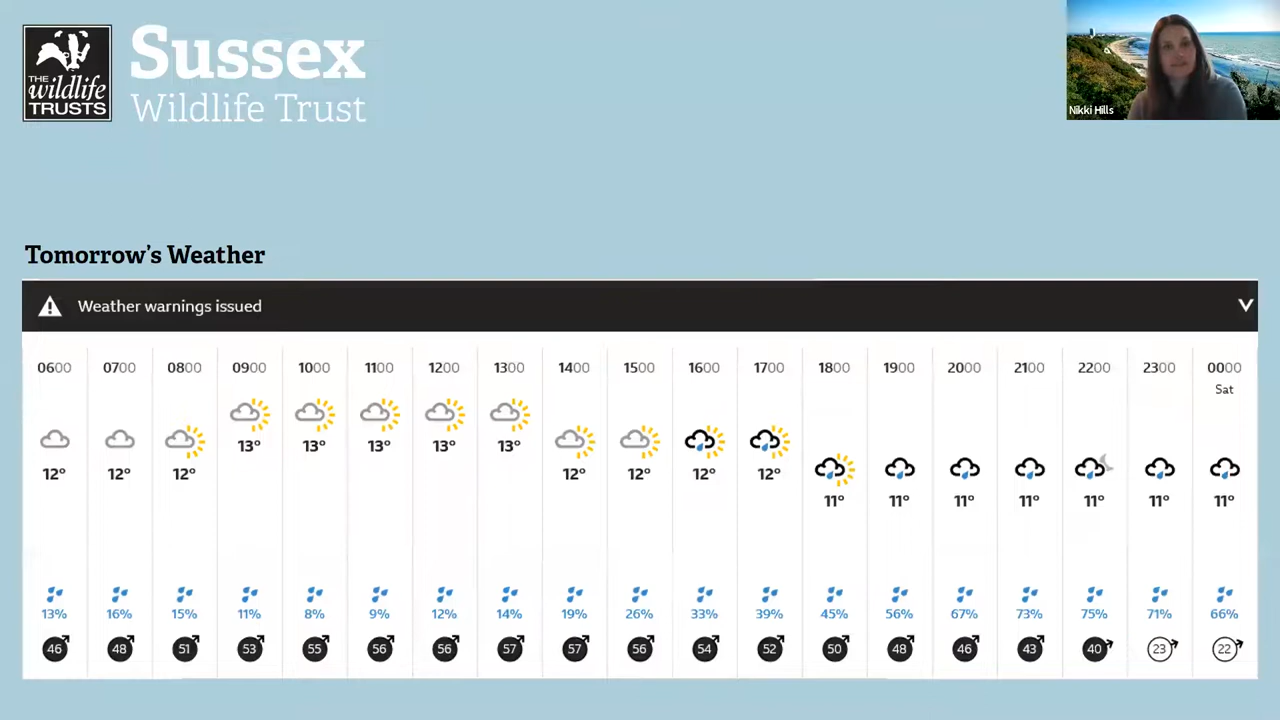 THE
wildlife
TRUSTS
Sussex
Wildlife Trust
Nikki Hills
Tomorrow's Weather
Weather warnings issued
0600 0700 0800 0900 1000 1100 1200 1300 1400 1500 1600 1700 1800 1900 2000 2100 2200 2300 0000
Sat
13° 13° 13° 13° 13°
12° 12° 12° 12° 12° 12° 12°
11° 11° 11° 11° 11° 11° 11°
13% 16% 15% 11% 8% 9% 12% 14% 19% 26% 33% 39% 45% 56% 67% 73% 75% 71% 66%
46 48 51 53 55 56 56 57 57 56 54 52 50 48 46 43 40 23 22